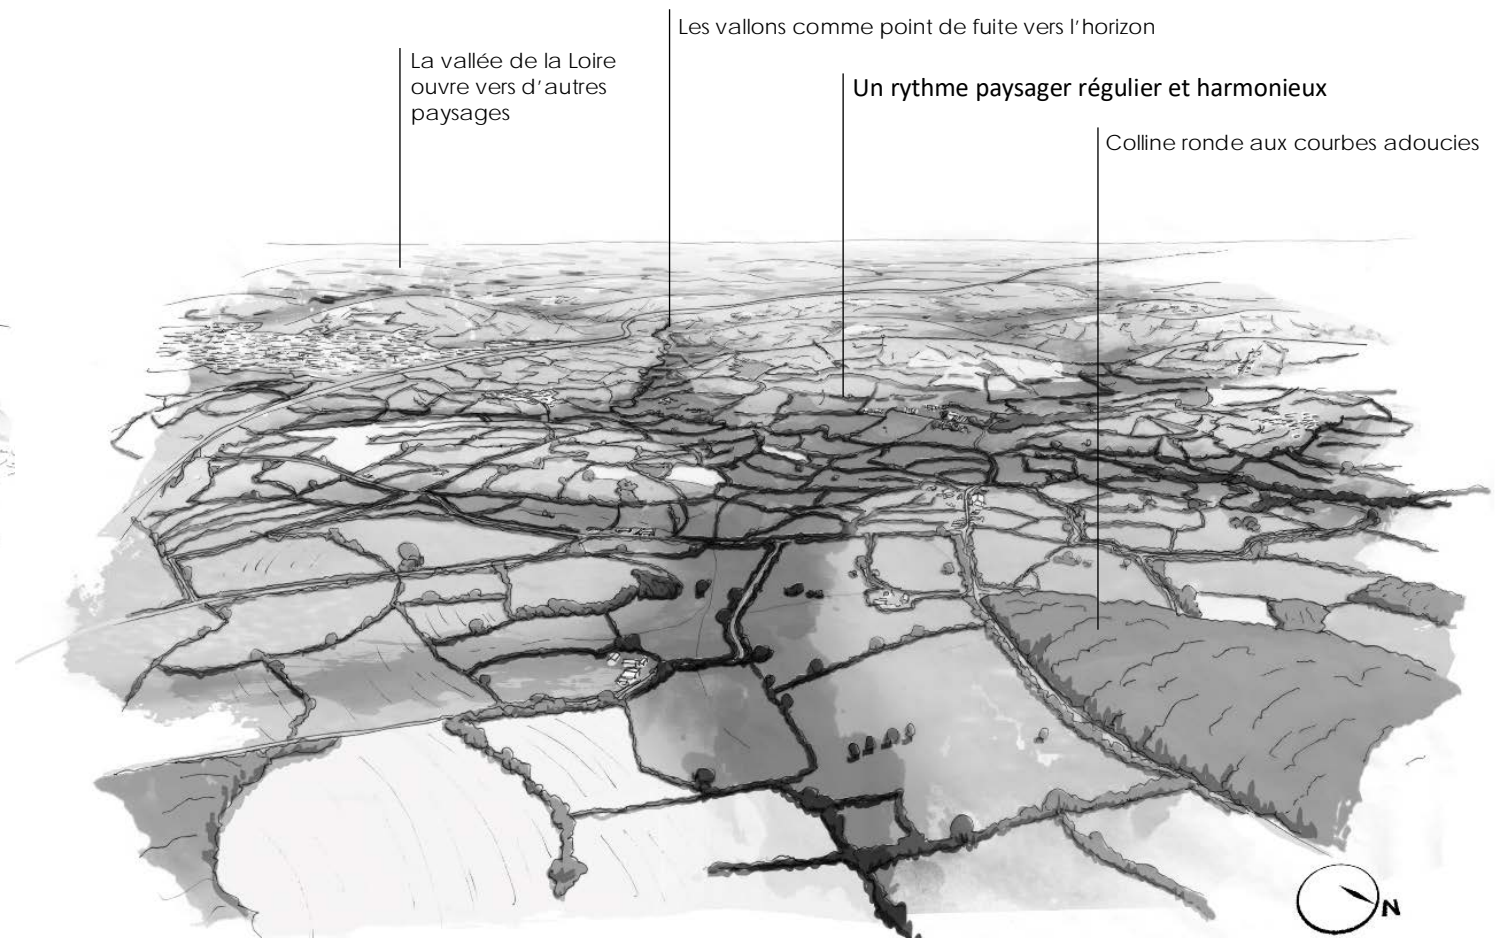 Les vallons comme point de fuite vers l'horizon
La vallée de la Loire
ouvre vers d'autres
paysages
Un rythme paysager régulier et harmonieux
Colline ronde aux courbes adoucies
N